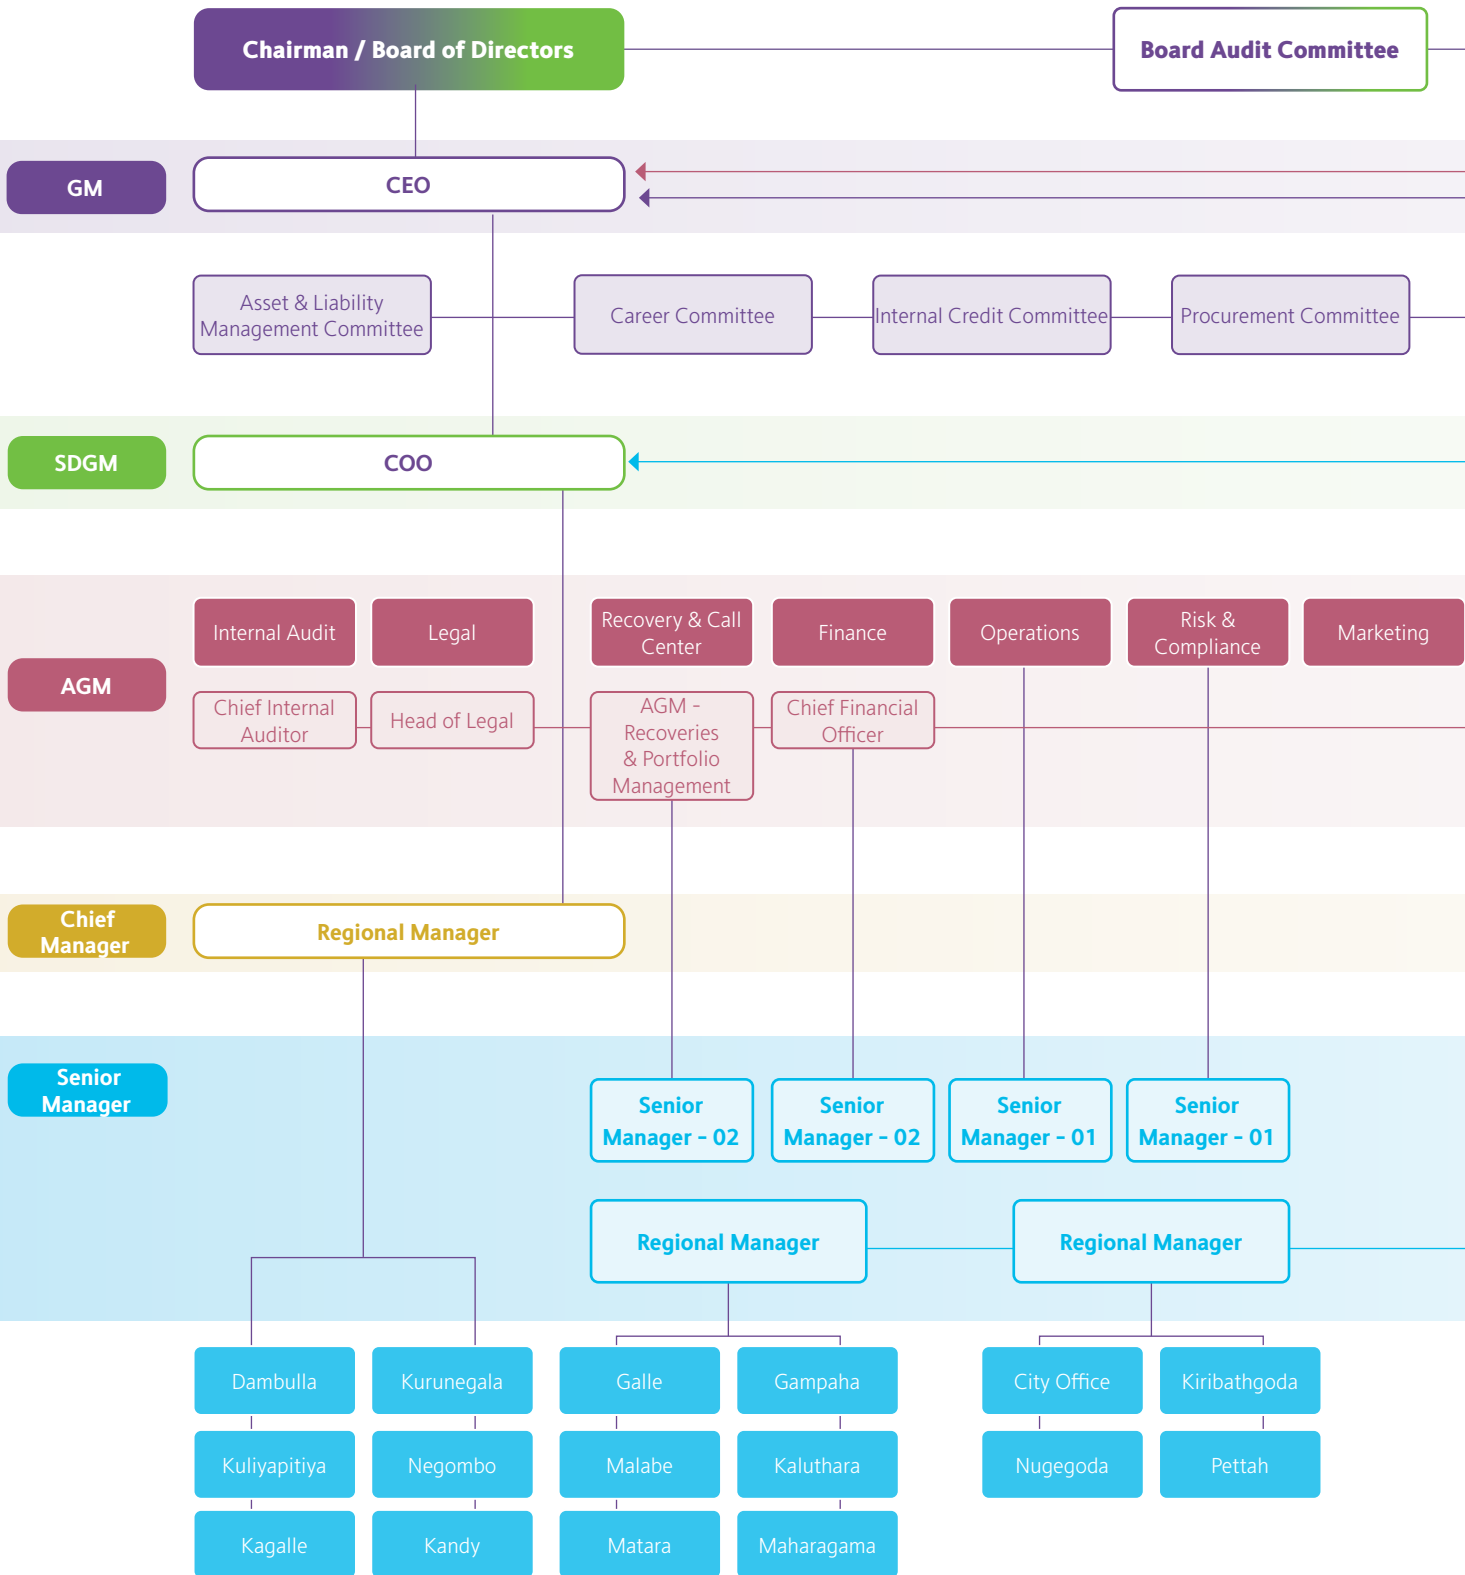 Chairman / Board of Directors
Board Audit Committee
GM
CEO
Asset & Liability
Management Committee
Career Committee
Internal Credit Committee
Procurement Committee
SDGM
COO
AGM
Internal Audit
Legal
Recovery & Call
Center
Finance
Operations
Risk &
Compliance
Marketing
Chief Internal
Auditor
Head of Legal
AGM -
Recoveries
& Portfolio
Management
Chief Financial
Officer
Chief
Manager
Regional Manager
Senior
Manager
Senior
Manager - 02
Senior
Manager - 02
Senior
Manager - 01
Senior
Manager - 01
Regional Manager
Regional Manager
Dambulla
Kurunegala
Galle
Gampaha
City Office
Kiribathgoda
Kuliyapitiya
Negombo
Malabe
Kaluthara
Nugegoda
Pettah
Kagalle
Kandy
Matara
Maharagama